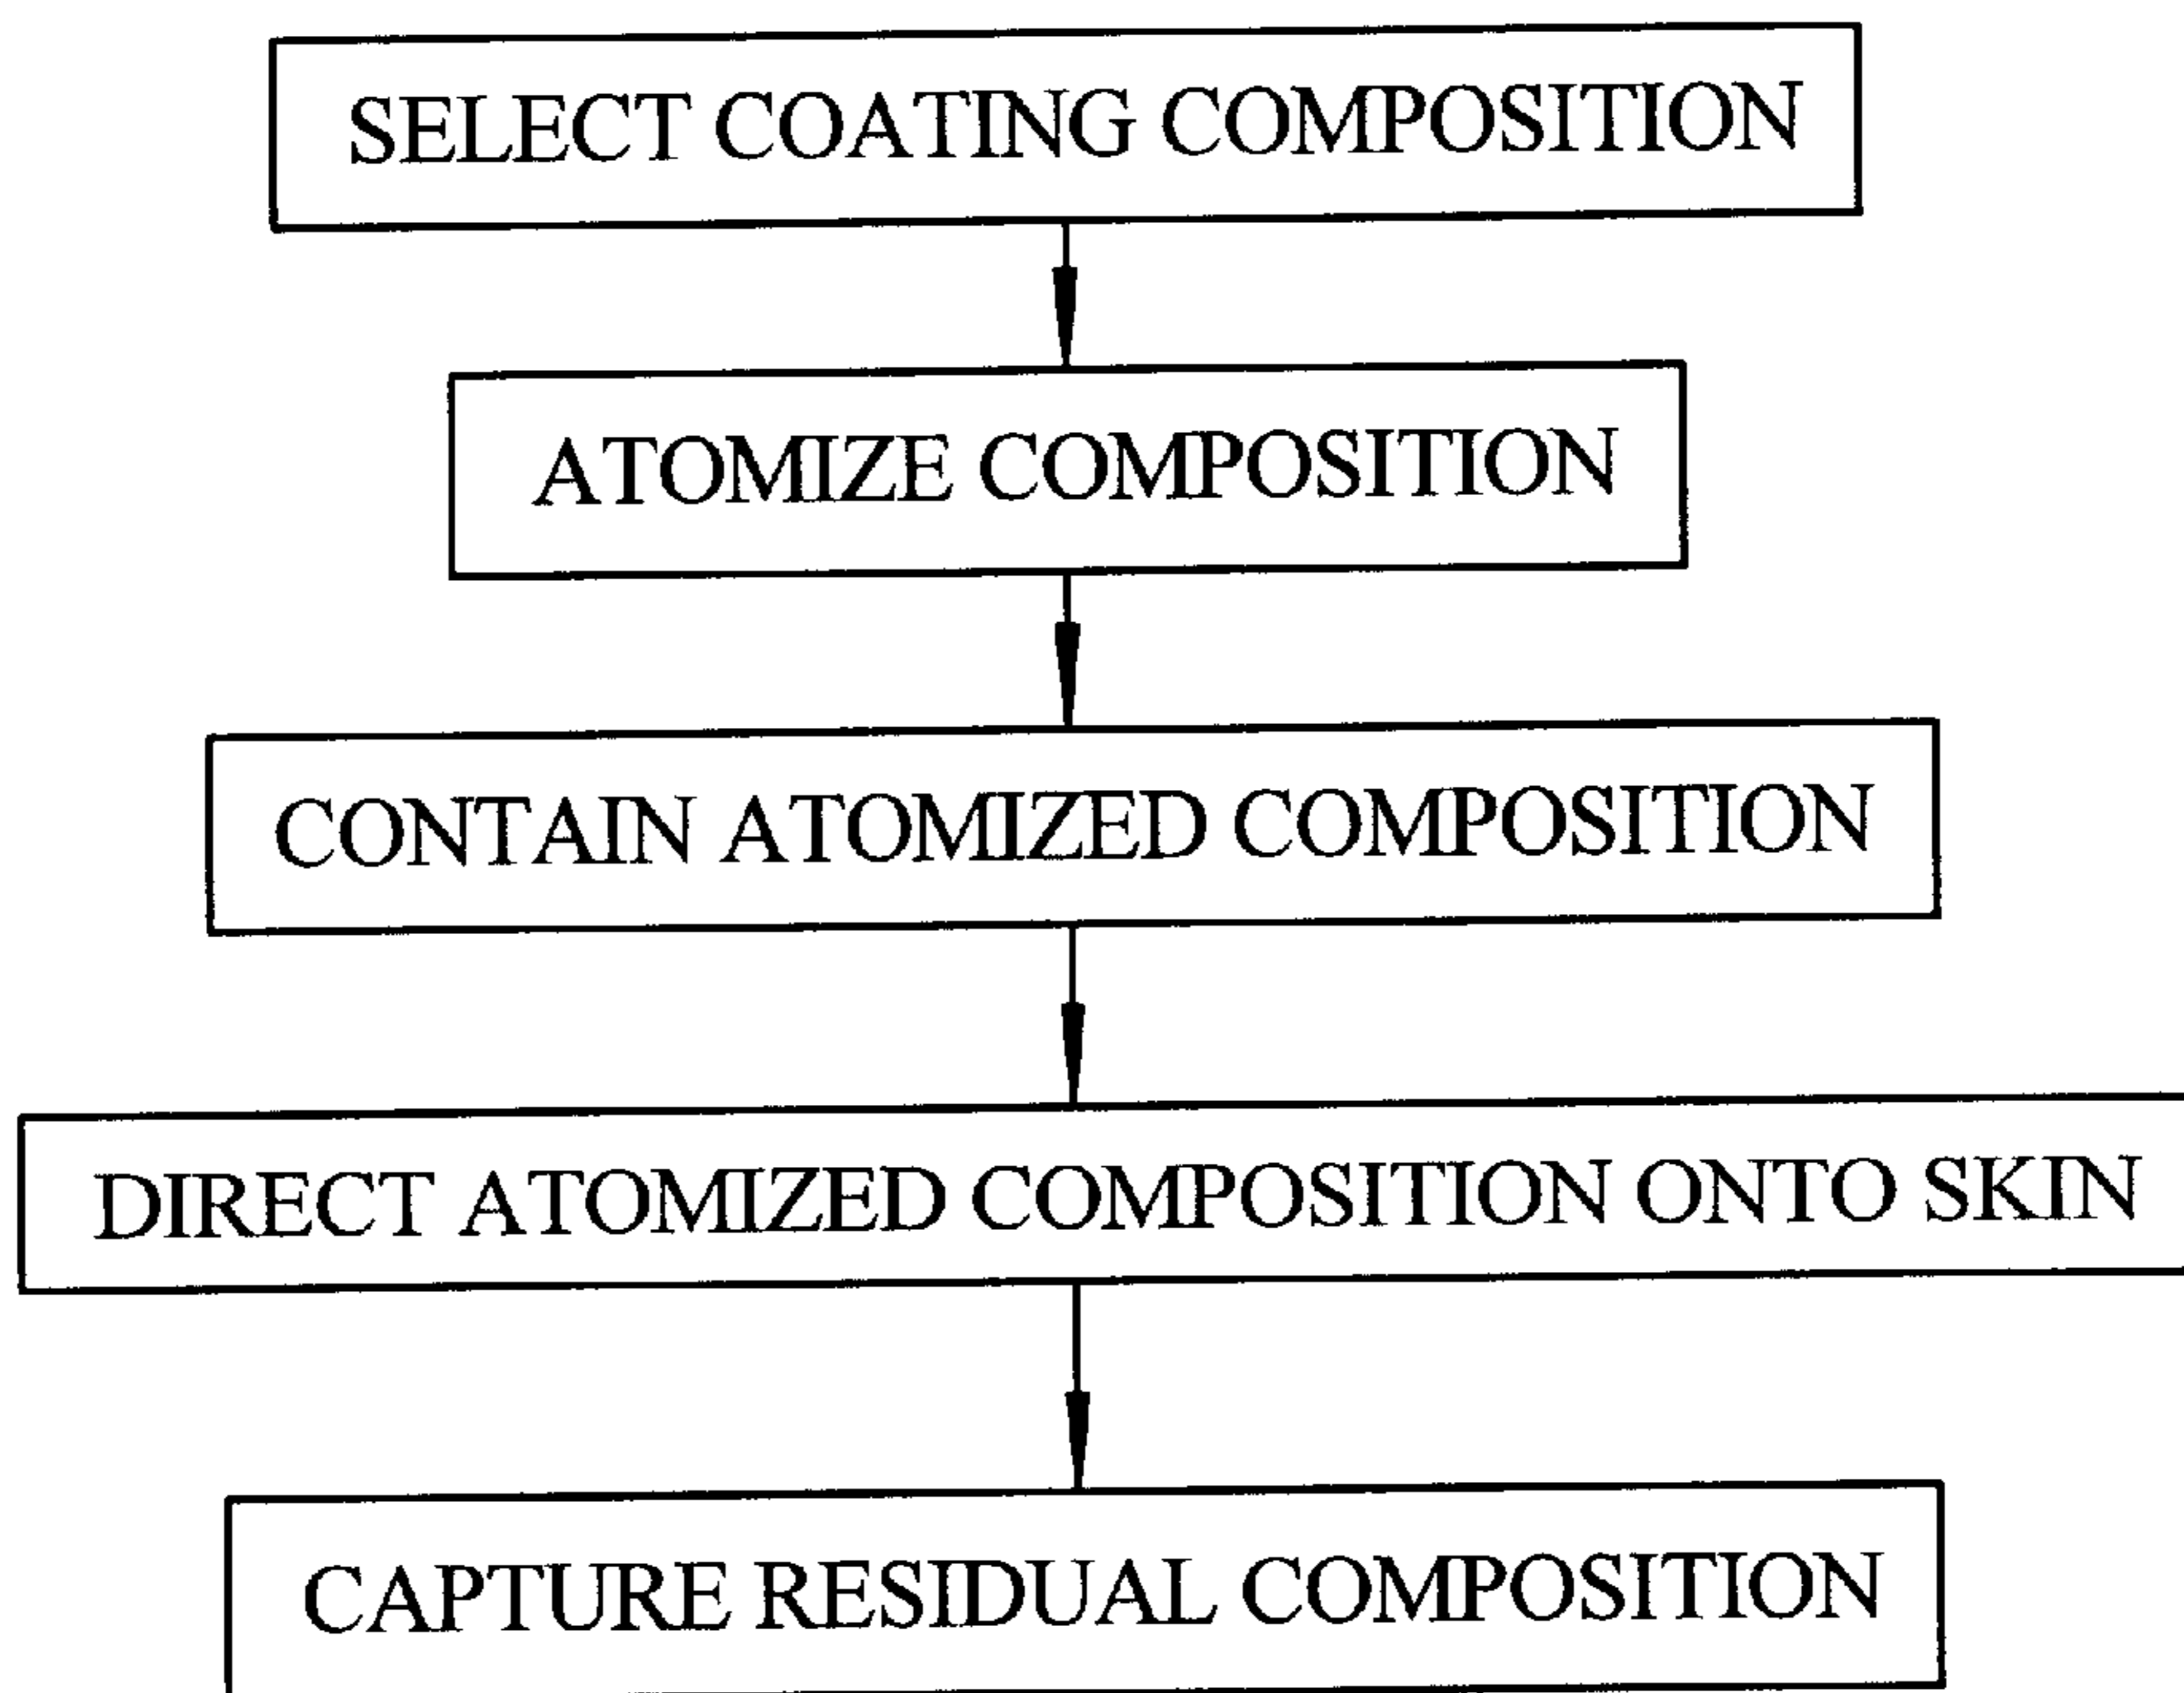 SELECT COATING COMPOSITION
ATOMIZE COMPOSITION
CONTAIN ATOMIZED COMPOSITION
DIRECT ATOMIZED COMPOSITION ONTO SKIN
CAPTURE RESIDUAL COMPOSITION